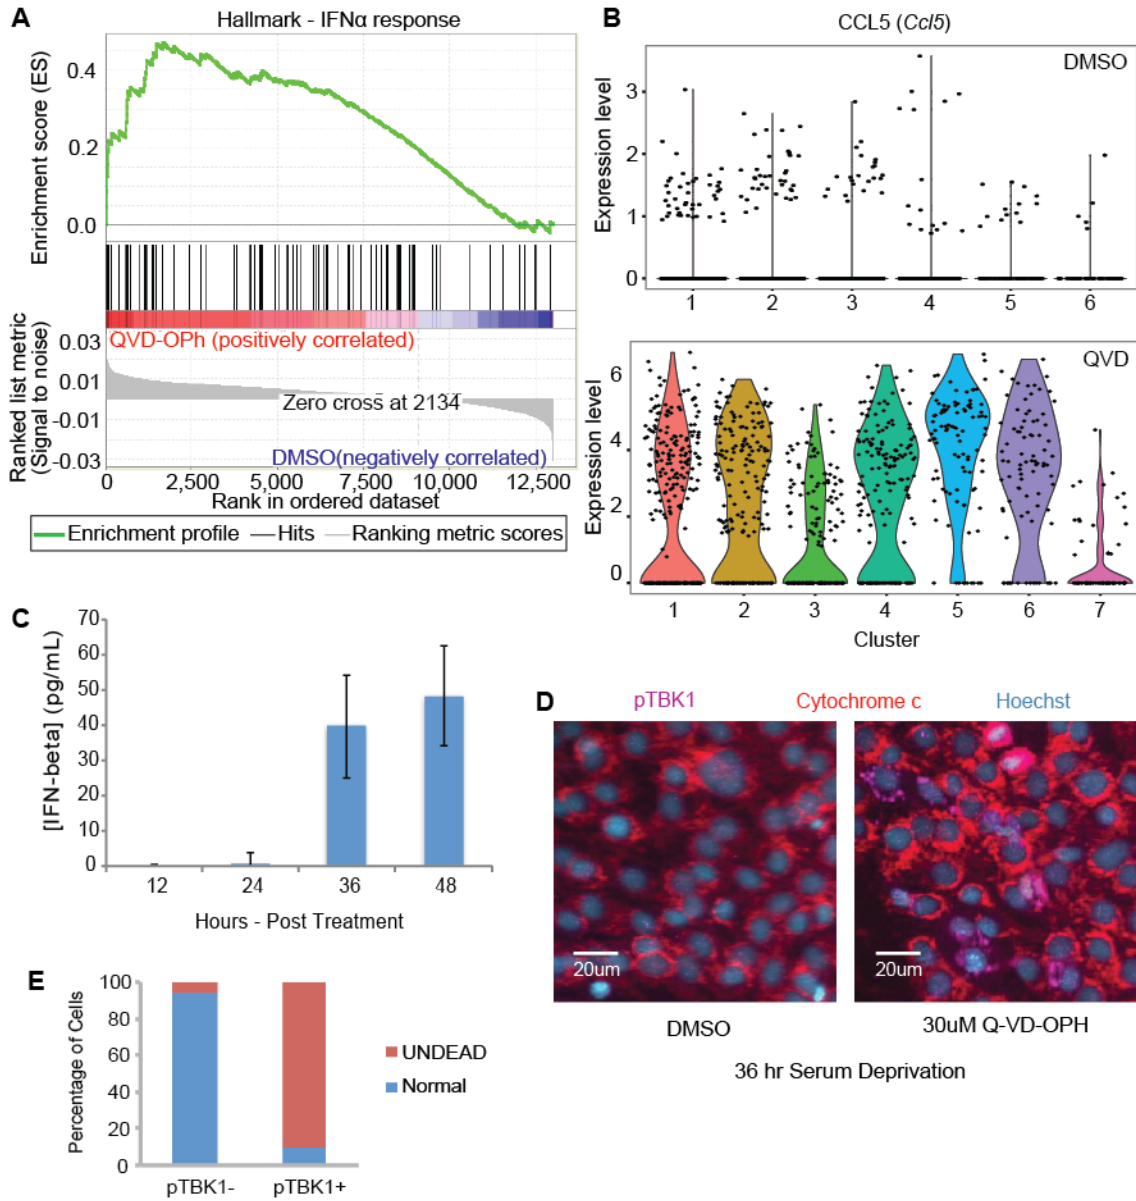 A
Hallmark - IFNα response
Enrichment score (ES)
0.4
0.2
0.0
Ranked list metric
(Signal to noise)
0.03
0.01
-0.01
-0.03
QVD-OPh (positively correlated)
Zero cross at 2134
DMSO(negatively correlated)
0 2,500 5,000 7,500 10,000 12,500
Rank in ordered dataset
Enrichment profile Hits Ranking metric scores
B
CCL5 (Ccl5)
DMSO
Expression level
3
2
1
0
1 2 3 4 5 6
QVD
Expression level
6
4
2
0
1 2 3 4 5 6 7
Cluster
C
[IFN-beta] (pg/mL)
70
60
50
40
30
20
10
0
12 24 36 48
Hours - Post Treatment
D
pTBK1 Cytochrome c Hoechst
20um 20um
DMSO 30uM Q-VD-OPH
36 hr Serum Deprivation
E
Percentage of Cells
100
80
60
40
20
0
UNDEAD
Normal
pTBK1- pTBK1+